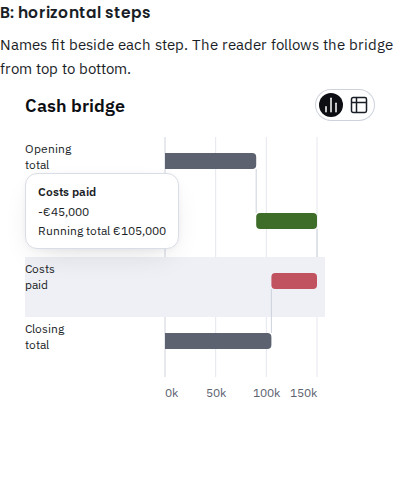 B: horizontal steps
Names fit beside each step. The reader follows the bridge
from top to bottom.
Cash bridge
Opening
total
Costs paid
-€45,000
Running total €105,000
Costs
paid
Closing
total
0k 50k 100k 150k